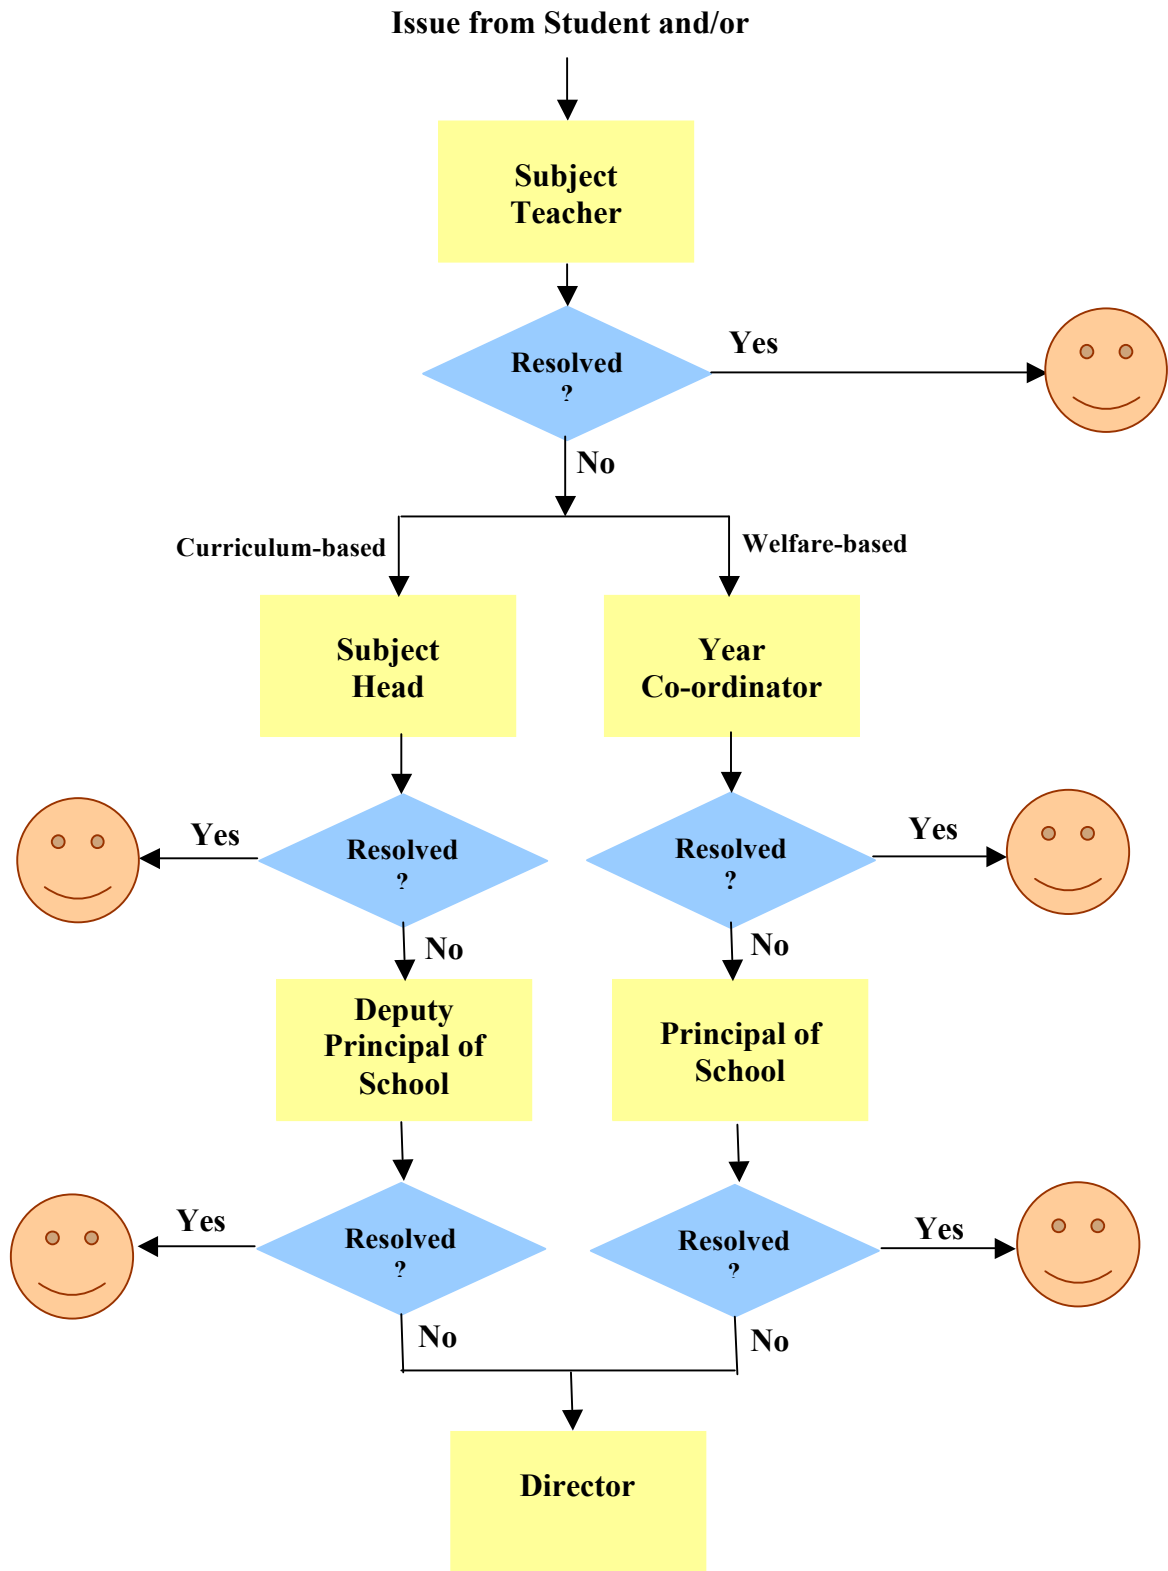 Issue from Student and/or
Subject
Teacher
Resolved
?
Yes
No
Curriculum-based
Welfare-based
Subject
Head
Year
Co-ordinator
Yes
Resolved
?
Resolved
?
Yes
No
No
Deputy
Principal of
School
Principal of
School
Yes
Resolved
?
Resolved
?
Yes
No
No
Director